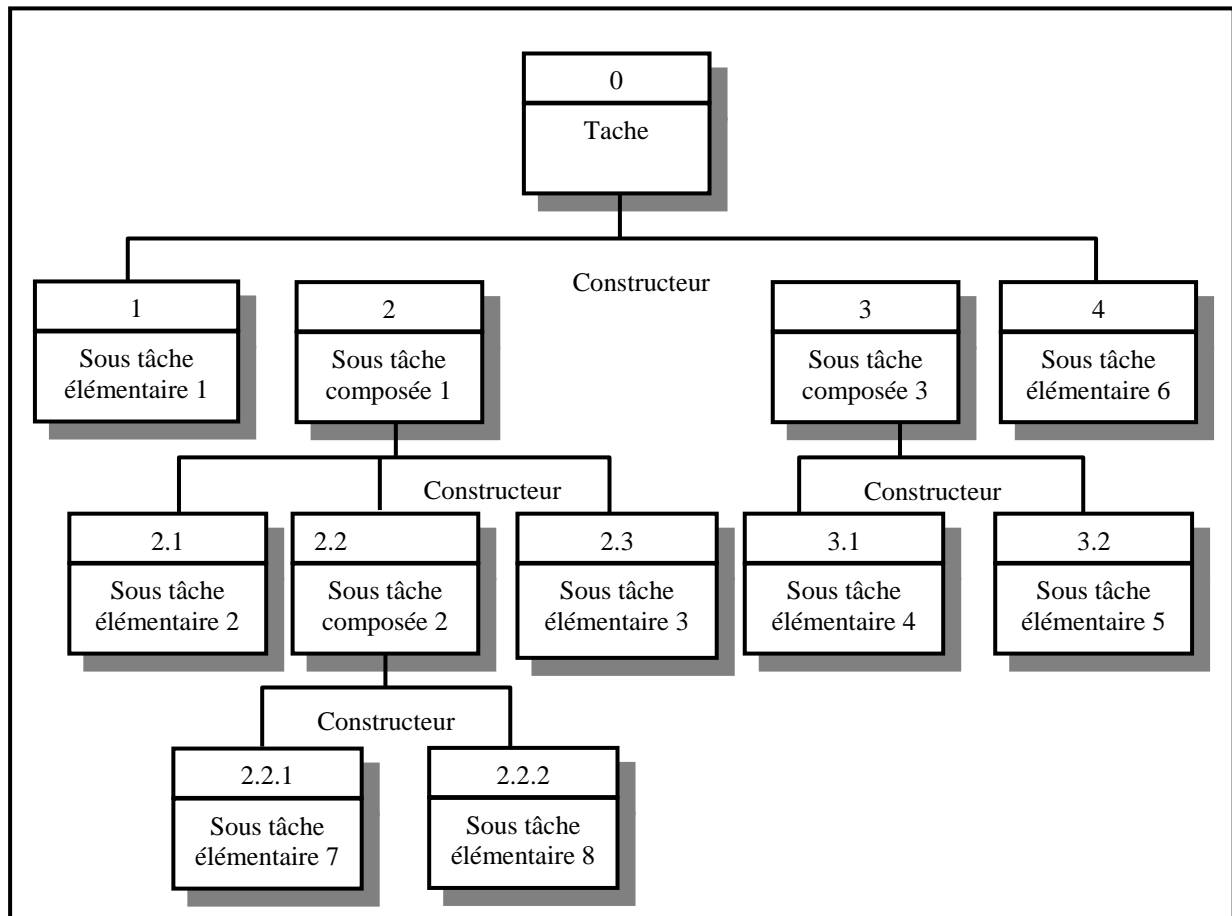 0
Tache
Constructeur
1
Sous tâche
élémentaire 1
2
Sous tâche
composée 1
3
Sous tâche
composée 3
4
Sous tâche
élémentaire 6
Constructeur
Constructeur
2.1
Sous tâche
élémentaire 2
2.2
Sous tâche
composée 2
2.3
Sous tâche
élémentaire 3
3.1
Sous tâche
élémentaire 4
3.2
Sous tâche
élémentaire 5
Constructeur
2.2.1
Sous tâche
élémentaire 7
2.2.2
Sous tâche
élémentaire 8